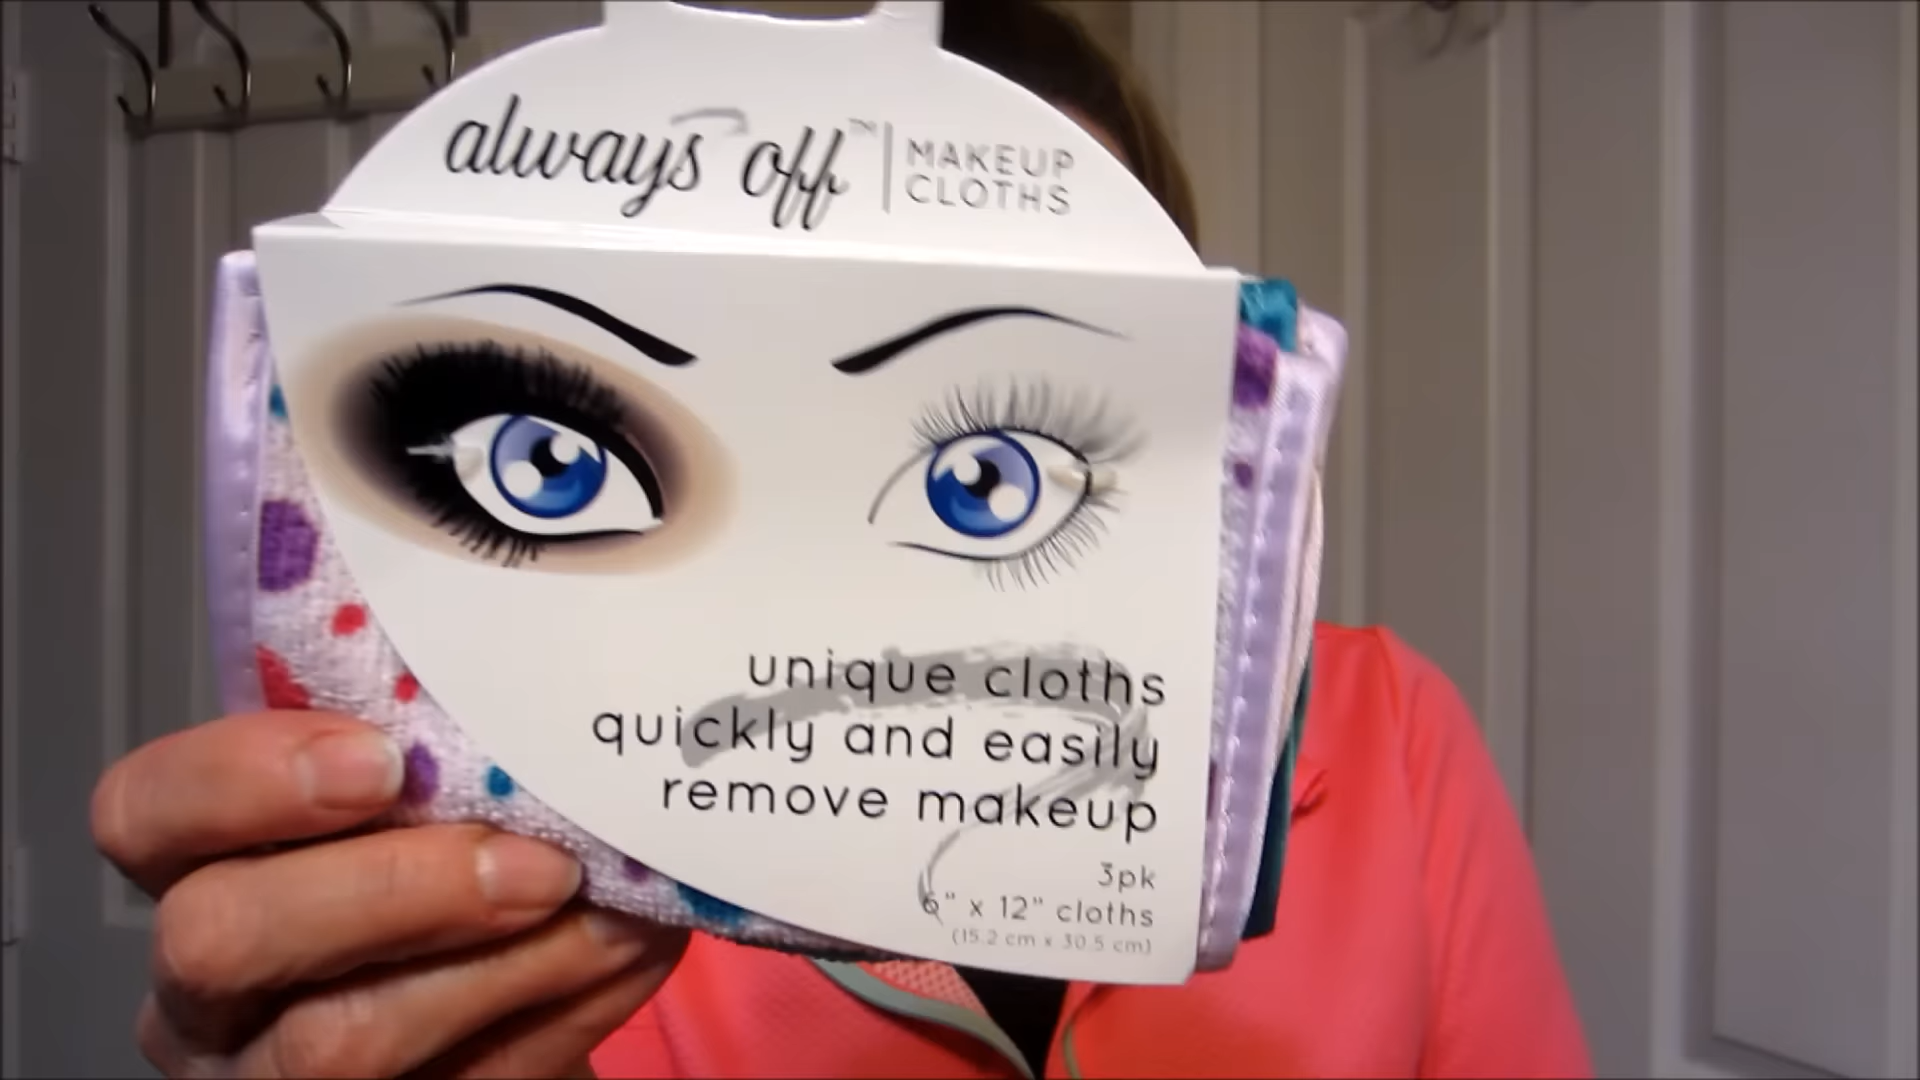 always off™ | MAKEUP CLOTHS
unique cloths
quickly and easily
remove makeup
3pk
6" x 12" cloths
(15.2 cm x 30.5 cm)